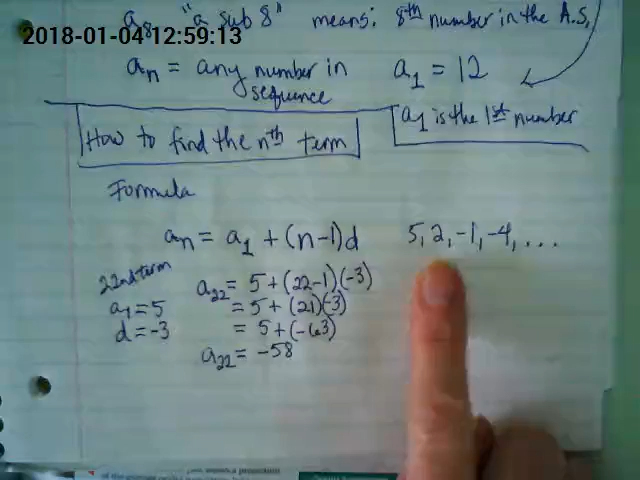 a8 "a sub 8" means: 8th number in the A.S.
2018-01-04 12:59:13
an = any number in sequence
a1 = 12
a1 is the 1st number
How to find the nth term
Formula
an = a1 + (n-1)d
5, 2, -1, -4, ...
22nd term
a1 = 5
d = -3
a22 = 5 + (22-1)(-3)
= 5 + (21)(-3)
= 5 + (-63)
a22 = -58